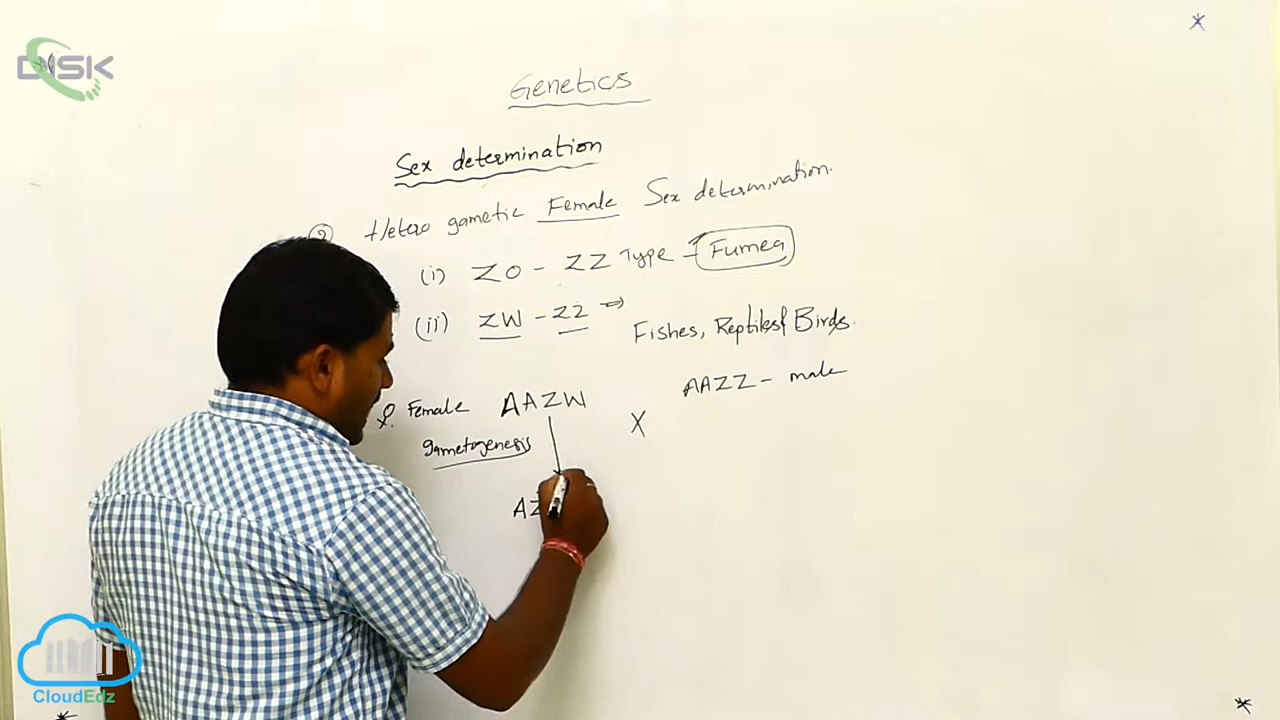 DISK
Genetics
Sex determination
② Hetero gametic Female Sex determination.
(i) ZO - ZZ Type - Fumea
(ii) ZW - ZZ ⇒ Fishes, Reptiles & Birds.
♀ Female AAZW X AAZZ - male
gametogenesis
AZ
CloudEdz